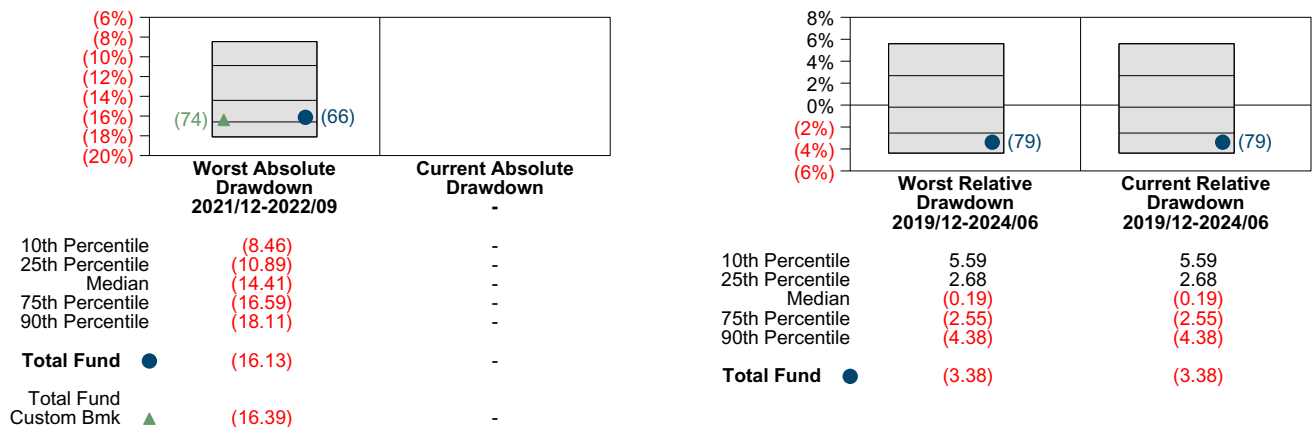 (6%)
(8%)
(10%)
(12%)
(14%)
(16%)
(18%)
(20%)
(74)
(66)
Worst Absolute
Drawdown
2021/12-2022/09
Current Absolute
Drawdown
-
10th Percentile (8.46) -
25th Percentile (10.89) -
Median (14.41) -
75th Percentile (16.59) -
90th Percentile (18.11) -
Total Fund (16.13) -
Total Fund
Custom Bmk (16.39) -
8%
6%
4%
2%
0%
(2%)
(4%)
(6%)
(79)
(79)
Worst Relative
Drawdown
2019/12-2024/06
Current Relative
Drawdown
2019/12-2024/06
10th Percentile 5.59 5.59
25th Percentile 2.68 2.68
Median (0.19) (0.19)
75th Percentile (2.55) (2.55)
90th Percentile (4.38) (4.38)
Total Fund (3.38) (3.38)